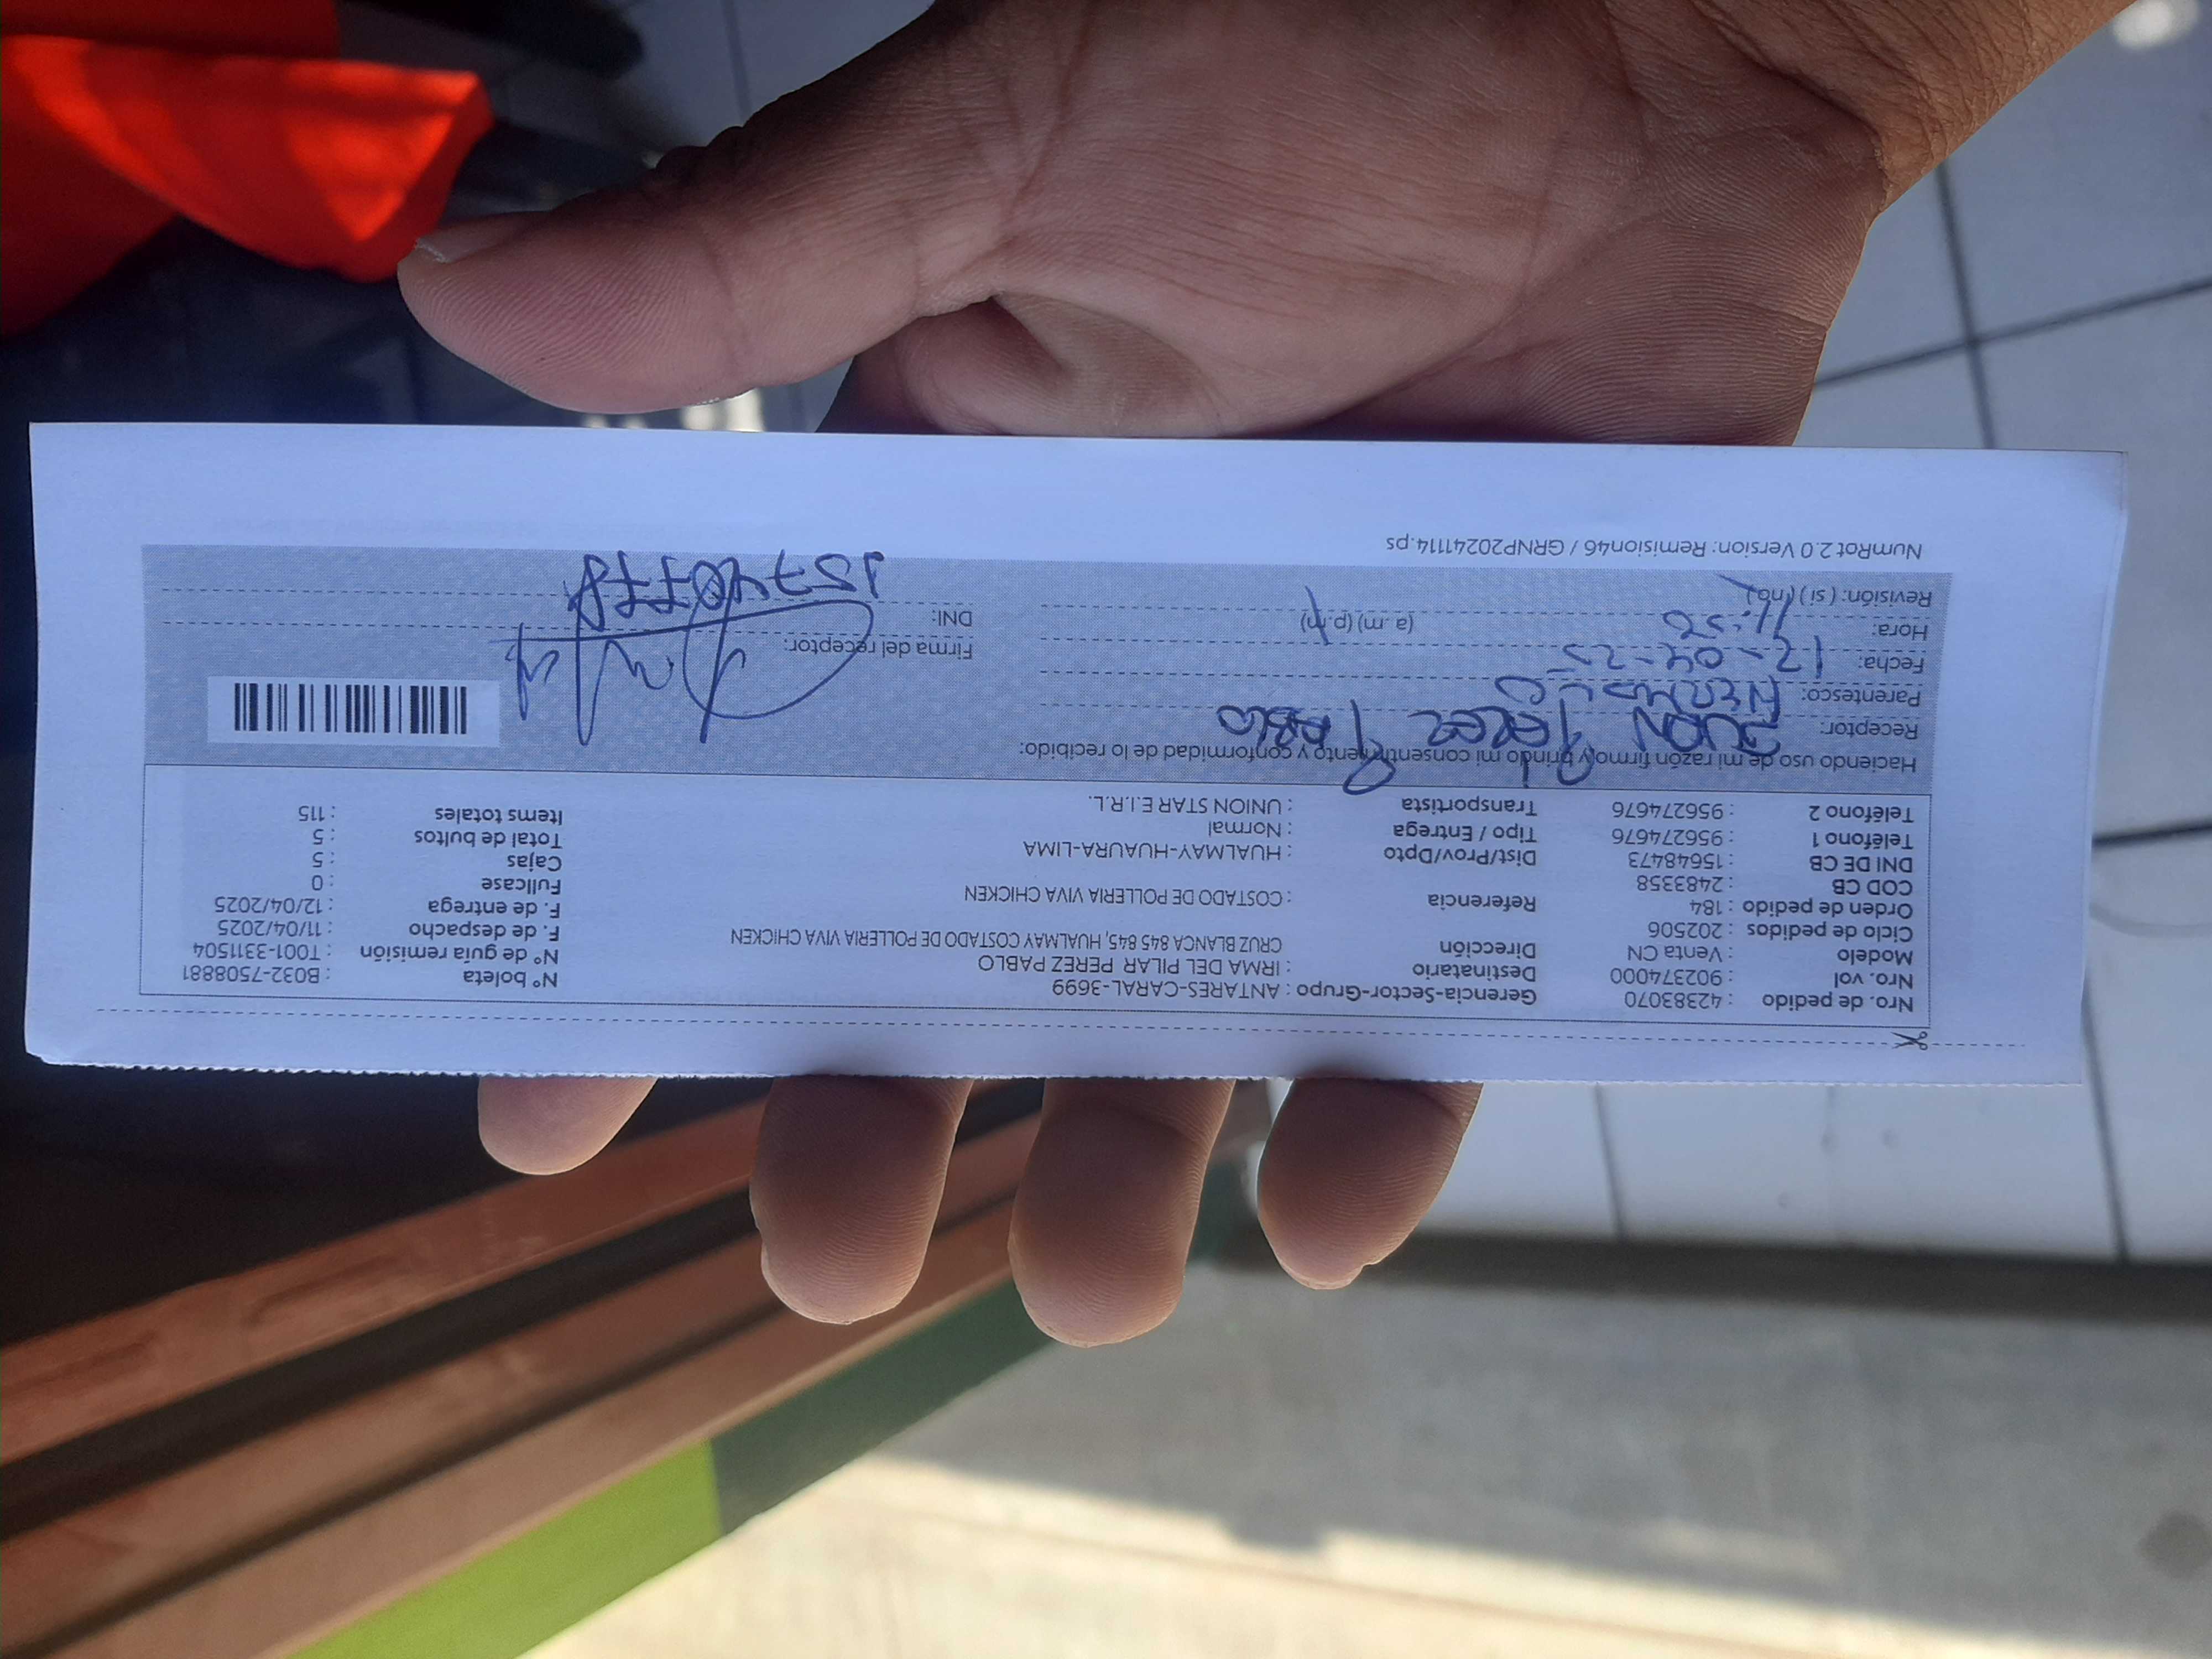 Nro. de pedido : 42383070 Gerencia-Sector-Grupo : ANTARES-CARAL-3699 N° boleta : B032-7508881
Nro. vol : 902374000 Destinatario : IRMA DEL PILAR PEREZ PABLO N° de guía remisión : T001-3311504
Modelo : Venta CN Dirección CRUZ BLANCA 845 845, HUALMAY COSTADO DE POLLERIA VIVA CHICKEN F. de despacho : 11/04/2025
Ciclo de pedidos : 202506 F. de entrega : 12/04/2025
Orden de pedido : 184 Referencia : COSTADO DE POLLERIA VIVA CHICKEN Fullcase : 0
COD CB : 2483358 Cajas : 5
DNI DE CB : 15648473 Dist/Prov/Dpto : HUALMAY-HUAURA-LIMA Total de bultos : 5
Teléfono 1 : 956274676 Tipo / Entrega : Normal Items totales : 115
Teléfono 2 : 956274676 Transportista : UNION STAR E.I.R.L.
Haciendo uso de mi razón firmo y brindo mi consentimiento y conformidad de lo recibido:
Receptor: JUAN PEREZ PABLO
Parentesco: HERMANO
Fecha: 12-04-25 Firma del receptor:
Hora: 11:50 (a .m) (p.m) DNI:
Revisión: ( si ) ( no )
NumRot 2.0 Version: Remision46 / GRNP20241114.ps